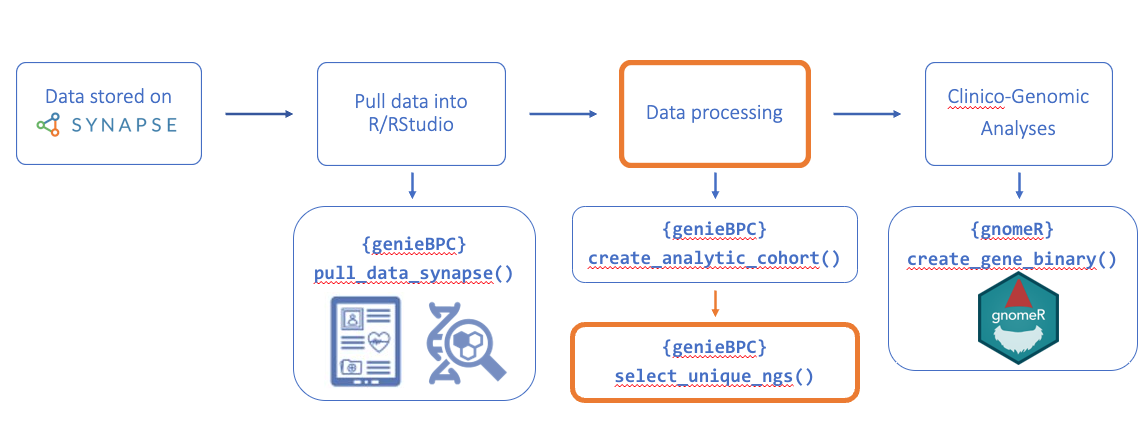 Data stored on
SYNAPSE
Pull data into
R/RStudio
Data processing
Clinico-Genomic
Analyses
{genieBPC}
pull_data_synapse()
{genieBPC}
create_analytic_cohort()
{genieBPC}
select_unique_ngs()
{gnomeR}
create_gene_binary()
gnomeR